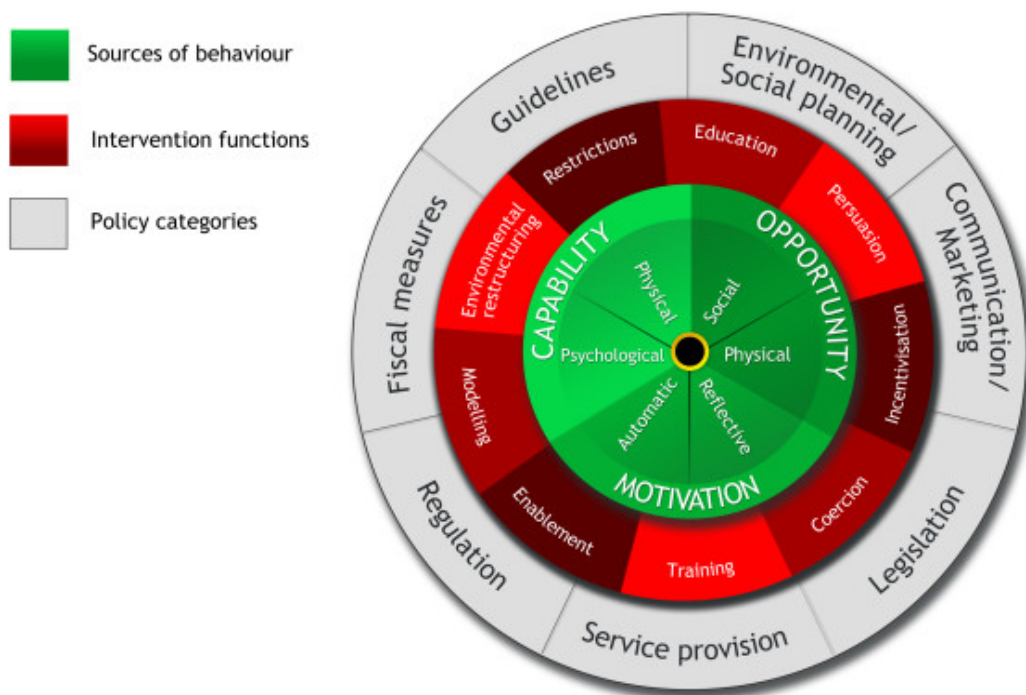 Sources of behaviour
Intervention functions
Policy categories
Guidelines
Environmental/
Social planning
Communication/
Marketing
Legislation
Service provision
Regulation
Fiscal measures
Restrictions
Education
Persuasion
Incentivisation
Coercion
Training
Enablement
Modelling
Environmental
restructuring
CAPABILITY
OPPORTUNITY
MOTIVATION
Physical
Social
Physical
Reflective
Automatic
Psychological